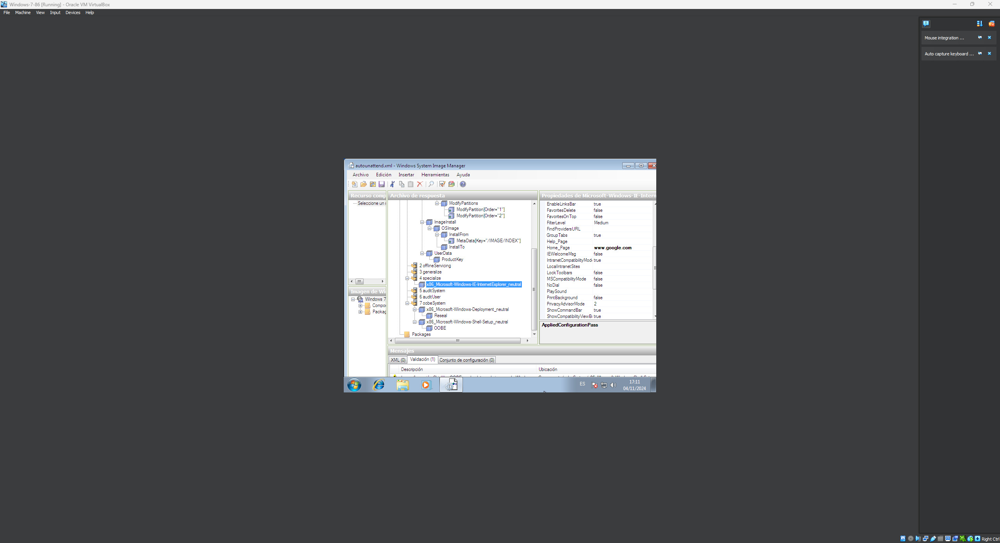 Windows-7-86 [Running] - Oracle VM VirtualBox
File Machine View Input Devices Help
Mouse integration ...
Auto capture keyboard ...
autounattend.xml - Windows System Image Manager
Archivo Edición Insertar Herramientas Ayuda
Recurso comp
Seleccione un
Imagen de Wi
Windows 7
Compo
Packag
Archivo de respuesta
ModifyPartitions
ModifyPartition[Order="1"]
ModifyPartition[Order="2"]
ImageInstall
OSImage
InstallFrom
MetaData[Key="/IMAGE/INDEX"]
InstallTo
UserData
ProductKey
2 offlineServicing
3 generalize
4 specialize
x86_Microsoft-Windows-IE-InternetExplorer_neutral
5 auditSystem
6 auditUser
7 oobeSystem
x86_Microsoft-Windows-Deployment_neutral
Reseal
x86_Microsoft-Windows-Shell-Setup_neutral
OOBE
Packages
Propiedades de Microsoft-Windows-IE-Intern
EnableLinksBar true
FavoritesDelete false
FavoritesOnTop false
FilterLevel Medium
FindProvidersURL
GroupTabs true
Help_Page
Home_Page www.google.com
IEWelcomeMsg false
IntranetCompatibilityMod true
LocalIntranetSites
LockToolbars false
MSCompatibilityMode false
NoDial false
PlaySound
PrintBackground false
PrivacyAdvisorMode 2
ShowCommandBar true
ShowCompatibilityViewB true
AppliedConfigurationPass
Mensajes
XML (0) Validación (1) Conjunto de configuración (0)
Descripción Ubicación
ES
17:11
04/11/2024
Right Ctrl